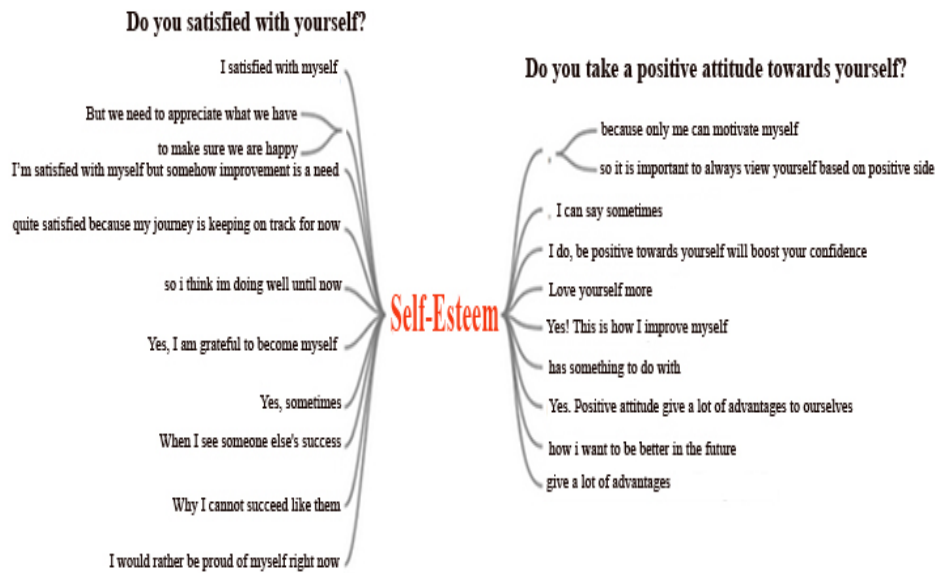 Do you satisfied with yourself?
I satisfied with myself
But we need to appreciate what we have
to make sure we are happy
I'm satisfied with myself but somehow improvement is a need
quite satisfied because my journey is keeping on track for now
so i think im doing well until now
Yes, I am grateful to become myself
Yes, sometimes
When I see someone else's success
Why I cannot succeed like them
I would rather be proud of myself right now
Self-Esteem
Do you take a positive attitude towards yourself?
because only me can motivate myself
so it is important to always view yourself based on positive side
I can say sometimes
I do, be positive towards yourself will boost your confidence
Love yourself more
Yes! This is how I improve myself
has something to do with
Yes. Positive attitude give a lot of advantages to ourselves
how i want to be better in the future
give a lot of advantages